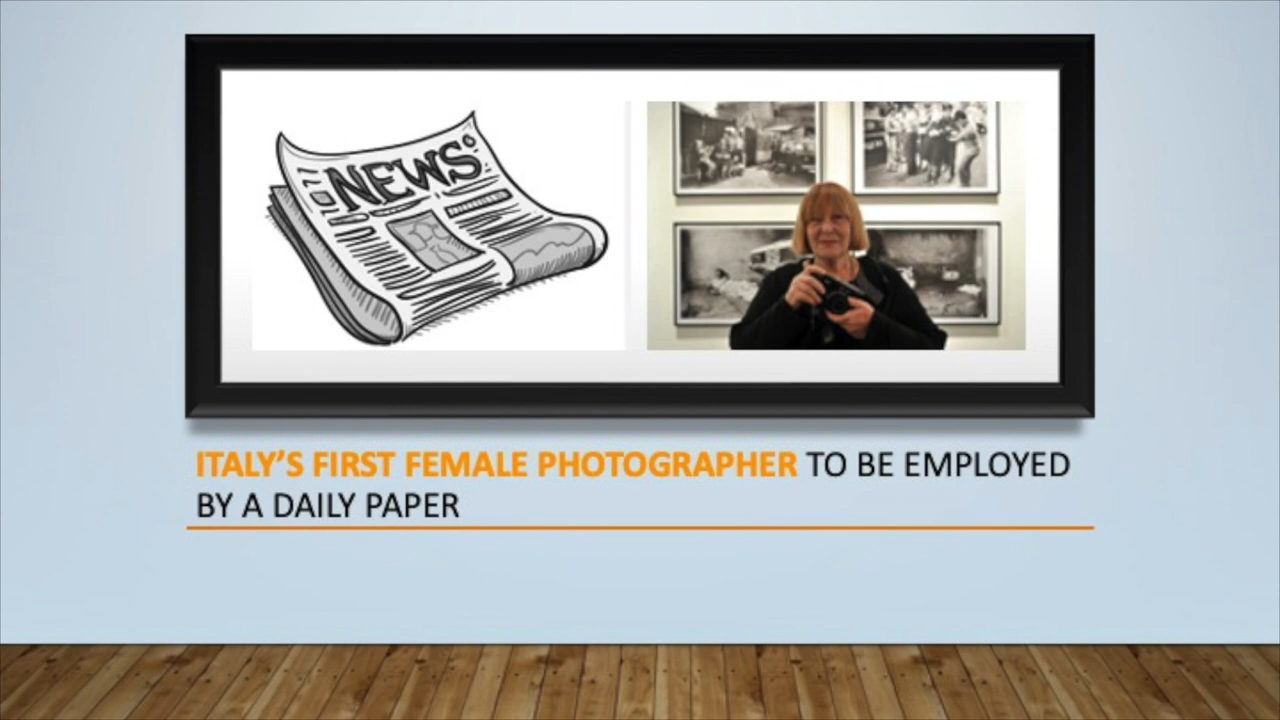 NEWS
ITALY’S FIRST FEMALE PHOTOGRAPHER TO BE EMPLOYED
BY A DAILY PAPER